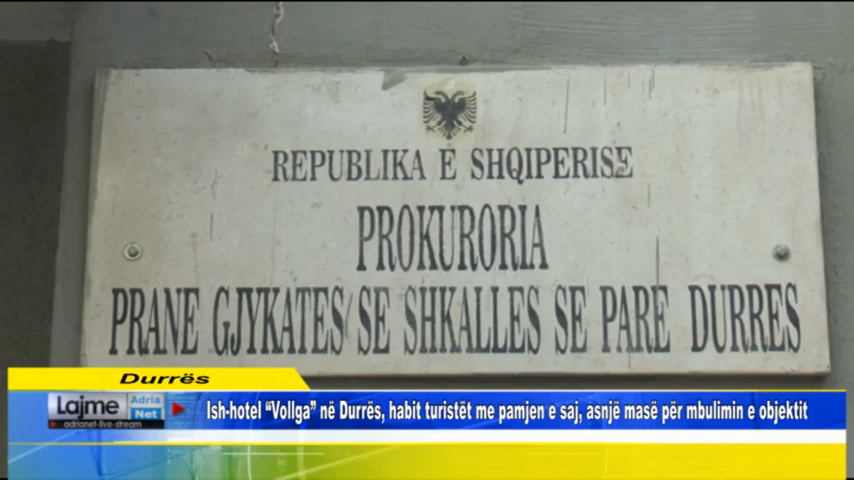 REPUBLIKA E SHQIPERISE
PROKURORIA
PRANE GJYKATES/ SE SHKALLES SE PARE DURRES
Durrës
Lajme Adria Net
adrianet-live-stream
Ish-hotel “Vollga” në Durrës, habit turistët me pamjen e saj, asnjë masë për mbulimin e objektit